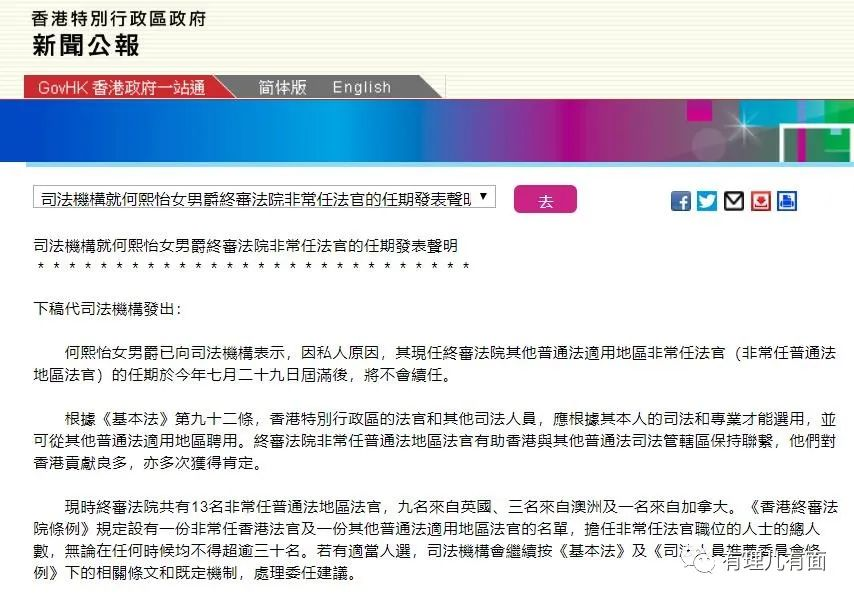 香港特別行政區政府
新聞公報
GovHK 香港政府一站通 简体版 English
司法機構就何熙怡女男爵終審法院非常任法官的任期發表聲明 去
司法機構就何熙怡女男爵終審法院非常任法官的任期發表聲明
* * * * * * * * * * * * * * * * * * * * * * * * * * * *
下稿代司法機構發出：
何熙怡女男爵已向司法機構表示，因私人原因，其現任終審法院其他普通法適用地區非常任法官（非常任普通法
地區法官）的任期於今年七月二十九日屆滿後，將不會續任。
根據《基本法》第九十二條，香港特別行政區的法官和其他司法人員，應根據其本人的司法和專業才能選用，並
可從其他普通法適用地區聘用。終審法院非常任普通法地區法官有助香港與其他普通法司法管轄區保持聯繫，他們對
香港貢獻良多，亦多次獲得肯定。
現時終審法院共有13名非常任普通法地區法官，九名來自英國、三名來自澳洲及一名來自加拿大。《香港終審法
院條例》規定設有一份非常任香港法官及一份其他普通法適用地區法官的名單，擔任非常任法官職位的人士的總人
數，無論在任何時候均不得超逾三十名。若有適當人選，司法機構會繼續按《基本法》及《司法人員推薦委員會條
例》下的相關條文和既定機制，處理委任建議。
有理儿有面